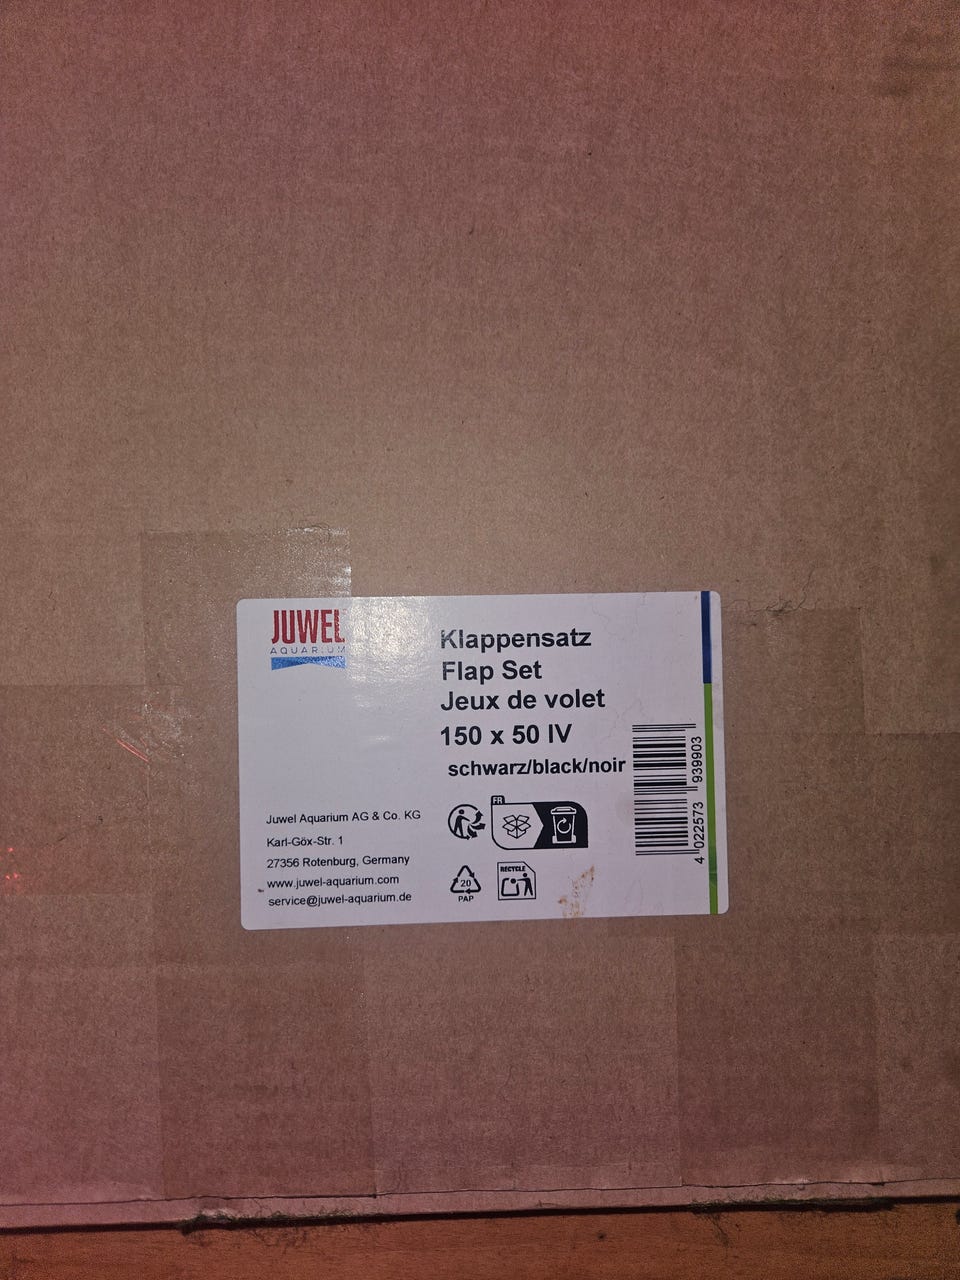 JUWEL
AQUARIUM
Klappensatz
Flap Set
Jeux de volet
150 x 50 IV
schwarz/black/noir
Juwel Aquarium AG & Co. KG
Karl-Göx-Str. 1
27356 Rotenburg, Germany
www.juwel-aquarium.com
service@juwel-aquarium.de
FR
20
PAP
RECYCLE
4 022573 939903